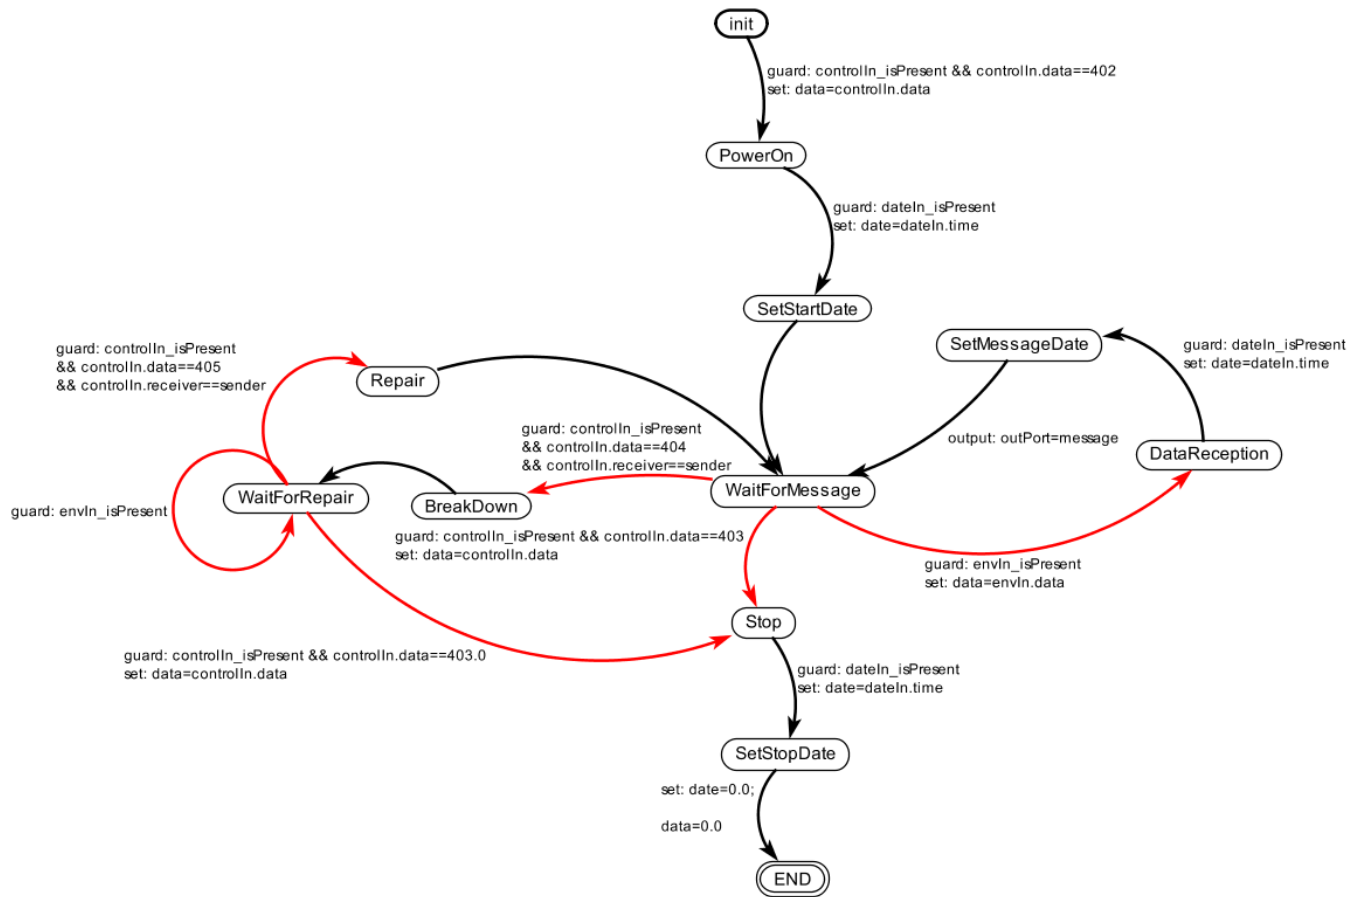 init
guard: controlIn_isPresent && controlIn.data==402
set: data=controlIn.data
PowerOn
guard: dateIn_isPresent
set: date=dateIn.time
SetStartDate
SetMessageDate
guard: dateIn_isPresent
set: date=dateIn.time
guard: controlIn_isPresent
&& controlIn.data==405
&& controlIn.receiver==sender
Repair
guard: controlIn_isPresent
&& controlIn.data==404
&& controlIn.receiver==sender
output: outPort=message
DataReception
WaitForRepair
BreakDown
WaitForMessage
guard: envIn_isPresent
guard: controlIn_isPresent && controlIn.data==403
set: data=controlIn.data
guard: envIn_isPresent
set: data=envIn.data
Stop
guard: controlIn_isPresent && controlIn.data==403.0
set: data=controlIn.data
guard: dateIn_isPresent
set: date=dateIn.time
SetStopDate
set: date=0.0;
data=0.0
END